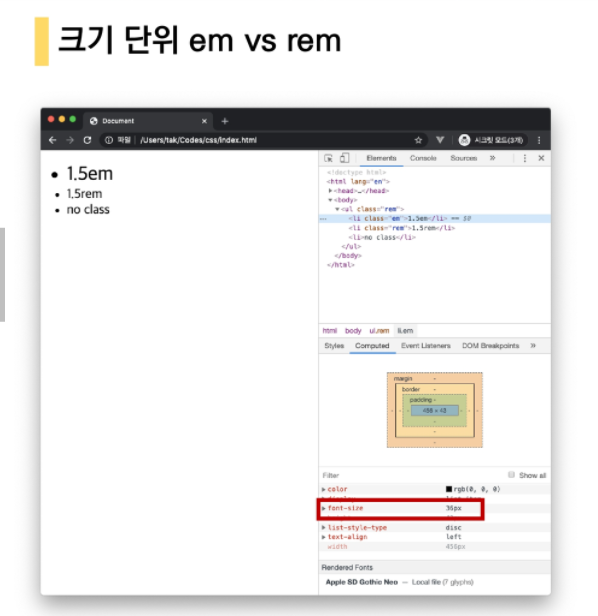 크기 단위 em vs rem
Document × +
파일 | /Users/tak/Codes/css/index.html 시크릿 모드(3개)
• 1.5em
• 1.5rem
• no class
Elements Console Sources » ⋮ ×
<!doctype html>
<html lang="en">
▶<head>…</head>
▼<body>
▼<ul class="rem">
<li class="em">1.5em</li> == $0
<li class="rem">1.5rem</li>
<li>no class</li>
</ul>
</body>
</html>
html body ul.rem li.em
Styles Computed Event Listeners DOM Breakpoints »
margin -
border -
padding -
Filter Show all
▶ color rgb(0, 0, 0)
▶ font-size 36px
▶ list-style-type disc
▶ text-align left
width
Rendered Fonts
Apple SD Gothic Neo — Local file (7 glyphs)